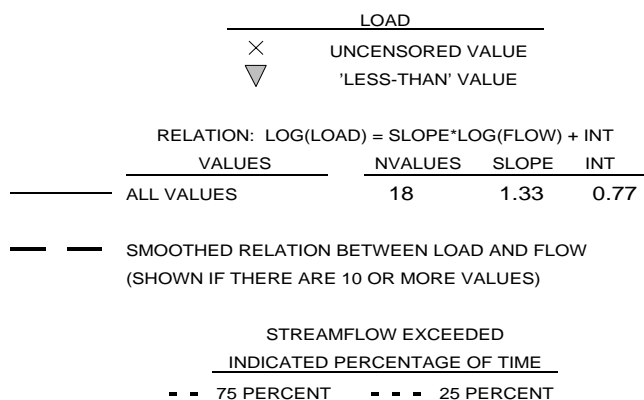 LOAD
UNCENSORED VALUE
'LESS-THAN' VALUE
RELATION: LOG(LOAD) = SLOPE*LOG(FLOW) + INT
VALUES NVALUES SLOPE INT
ALL VALUES 18 1.33 0.77
SMOOTHED RELATION BETWEEN LOAD AND FLOW
(SHOWN IF THERE ARE 10 OR MORE VALUES)
STREAMFLOW EXCEEDED
INDICATED PERCENTAGE OF TIME
75 PERCENT 25 PERCENT